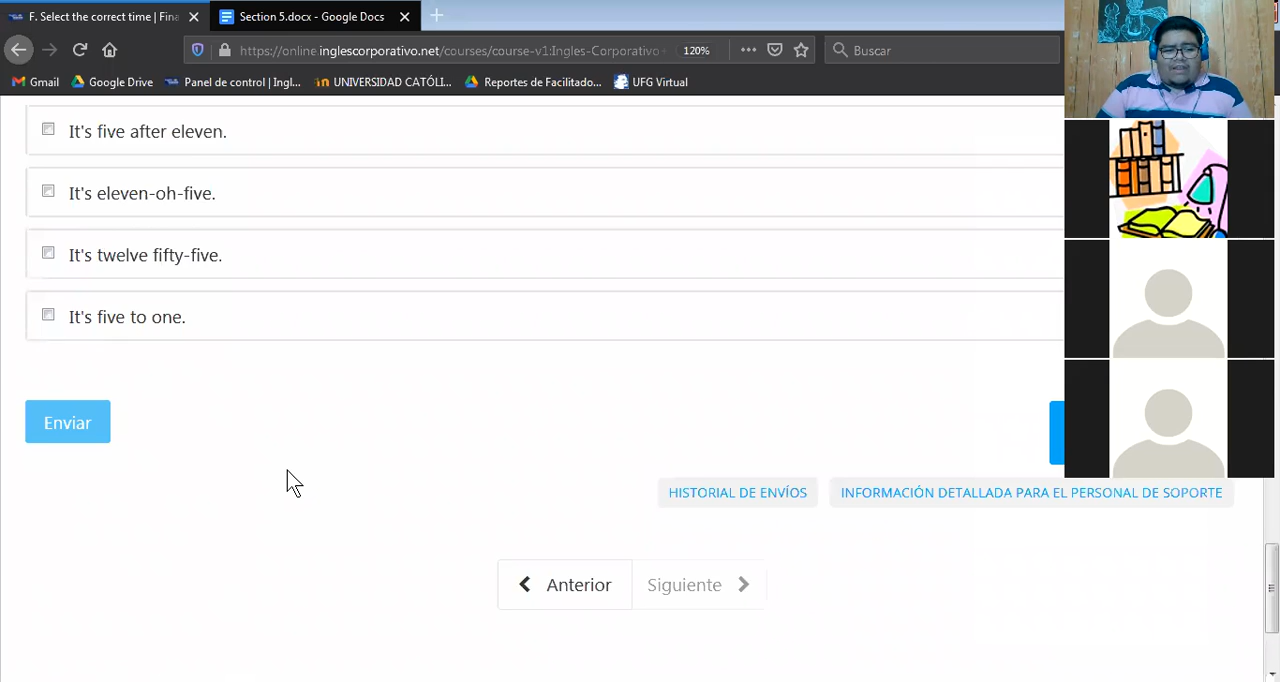 F. Select the correct time | Fina
Section 5.docx - Google Docs
https://online.inglescorporativo.net/courses/course-v1:Ingles-Corporativo+
120%
Buscar
Gmail
Google Drive
Panel de control | Ingl...
UNIVERSIDAD CATÓLI...
Reportes de Facilitado...
UFG Virtual
It's five after eleven.
It's eleven-oh-five.
It's twelve fifty-five.
It's five to one.
Enviar
HISTORIAL DE ENVÍOS
INFORMACIÓN DETALLADA PARA EL PERSONAL DE SOPORTE
Anterior
Siguiente